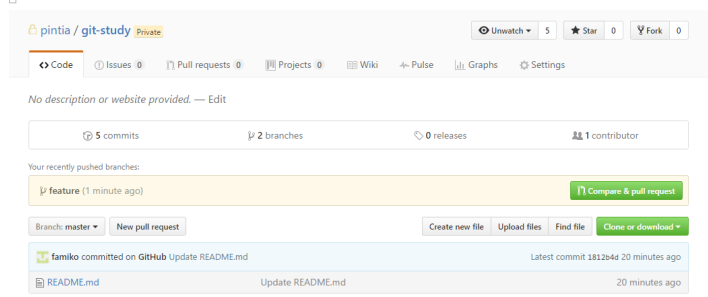 pintia / git-study Private Unwatch 5 Star 0 Fork 0
Code Issues 0 Pull requests 0 Projects 0 Wiki Pulse Graphs Settings
No description or website provided. — Edit
5 commits 2 branches 0 releases 1 contributor
Your recently pushed branches:
feature (1 minute ago) Compare & pull request
Branch: master New pull request Create new file Upload files Find file Clone or download
famiko committed on GitHub Update README.md Latest commit 1812b4d 20 minutes ago
README.md Update README.md 20 minutes ago